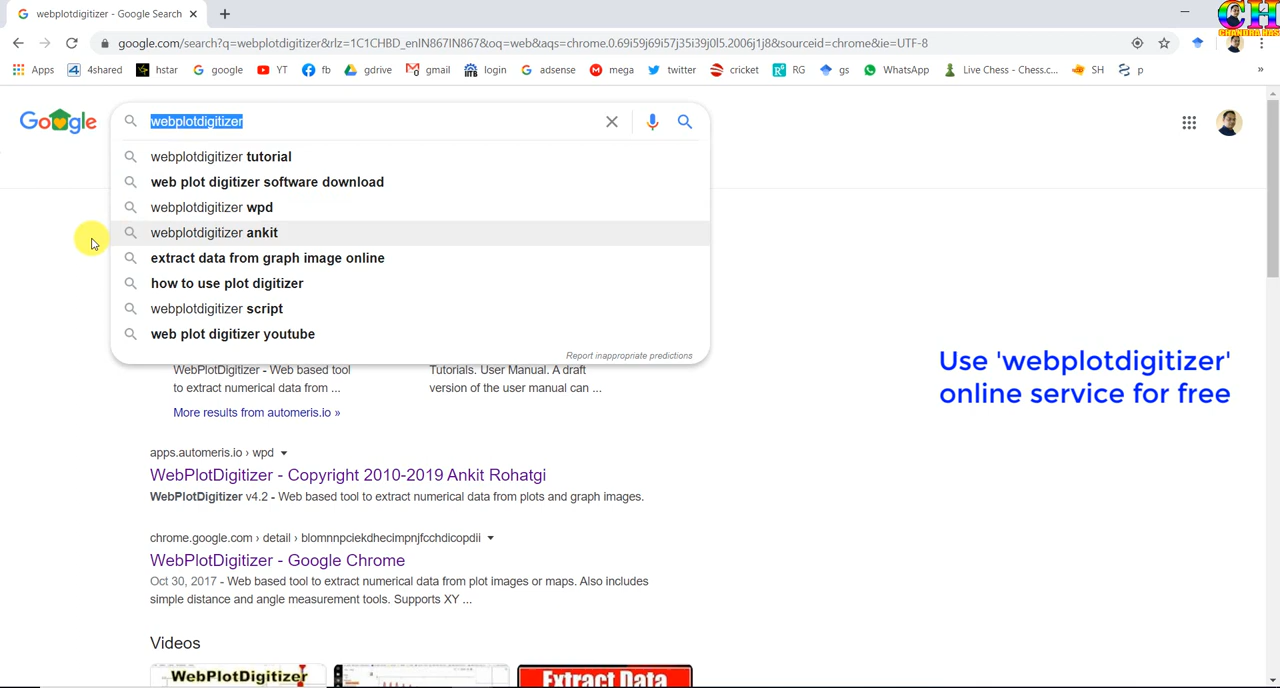 webplotdigitizer - Google Search
google.com/search?q=webplotdigitizer&rlz=1C1CHBD_enIN867IN867&oq=web&aqs=chrome.0.69i59j69i57j35i39j0l5.2006j1j8&sourceid=chrome&ie=UTF-8
Apps 4shared hstar google YT fb gdrive gmail login adsense mega twitter cricket RG gs WhatsApp Live Chess - Chess.c... SH p »
Google
webplotdigitizer
webplotdigitizer tutorial
web plot digitizer software download
webplotdigitizer wpd
webplotdigitizer ankit
extract data from graph image online
how to use plot digitizer
webplotdigitizer script
web plot digitizer youtube
Report inappropriate predictions
WebPlotDigitizer - Web based tool
to extract numerical data from ...
Tutorials. User Manual. A draft
version of the user manual can ...
More results from automeris.io »
Use 'webplotdigitizer'
online service for free
apps.automeris.io › wpd
WebPlotDigitizer - Copyright 2010-2019 Ankit Rohatgi
WebPlotDigitizer v4.2 - Web based tool to extract numerical data from plots and graph images.
chrome.google.com › detail › blomnnpciekdhecimpnjfcchdicopdii
WebPlotDigitizer - Google Chrome
Oct 30, 2017 - Web based tool to extract numerical data from plot images or maps. Also includes
simple distance and angle measurement tools. Supports XY ...
Videos
WebPlotDigitizer
Extract Data